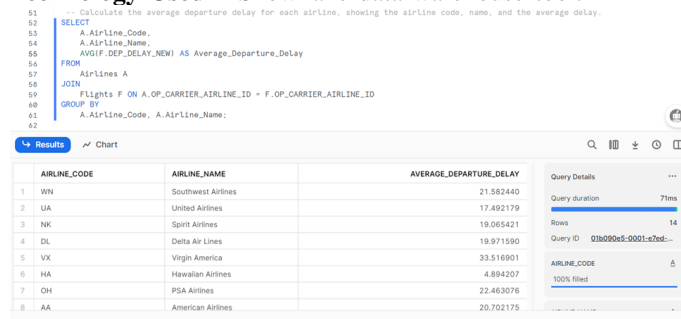 51 -- Calculate the average departure delay for each airline, showing the airline code, name, and the average delay.
52 SELECT
53 A.Airline_Code,
54 A.Airline_Name,
55 AVG(F.DEP_DELAY_NEW) AS Average_Departure_Delay
56 FROM
57 Airlines A
58 JOIN
59 Flights F ON A.OP_CARRIER_AIRLINE_ID = F.OP_CARRIER_AIRLINE_ID
60 GROUP BY
61 A.Airline_Code, A.Airline_Name;
62
Results Chart
AIRLINE_CODE AIRLINE_NAME AVERAGE_DEPARTURE_DELAY
1 WN Southwest Airlines 21.582440
2 UA United Airlines 17.492179
3 NK Spirit Airlines 19.065421
4 DL Delta Air Lines 19.971590
5 VX Virgin America 33.516901
6 HA Hawaiian Airlines 4.894207
7 OH PSA Airlines 22.463076
8 AA American Airlines 20.702175
Query Details ...
Query duration 71ms
Rows 14
Query ID 01b090e5-0001-e7ed-...
AIRLINE_CODE A
100% filled